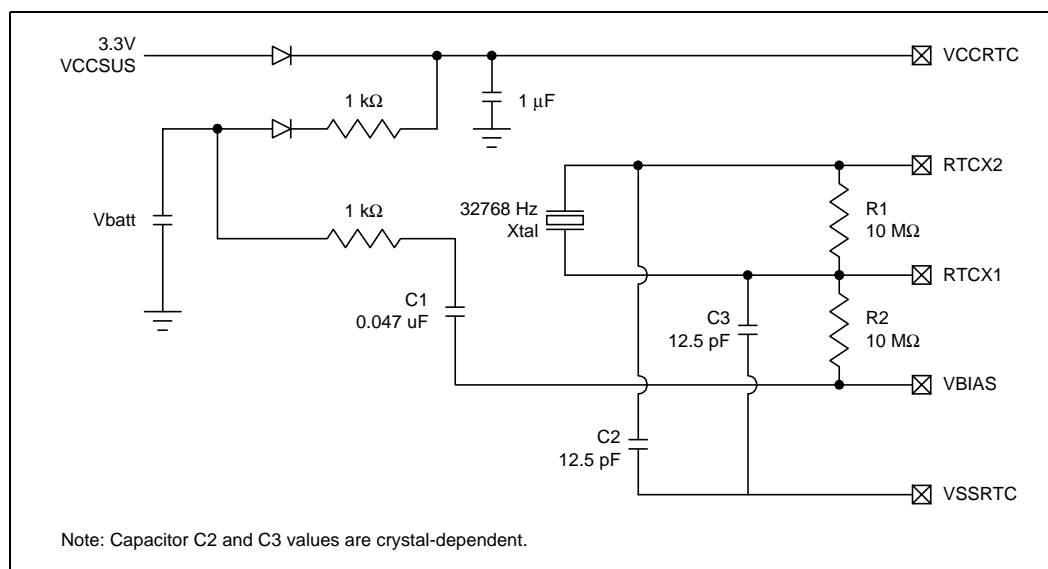 3.3V
VCCSUS
VCCRTC
1 kΩ
1 μF
RTCX2
Vbatt
1 kΩ
32768 Hz
Xtal
R1
10 MΩ
RTCX1
C1
0.047 uF
C3
12.5 pF
R2
10 MΩ
VBIAS
C2
12.5 pF
VSSRTC
Note: Capacitor C2 and C3 values are crystal-dependent.